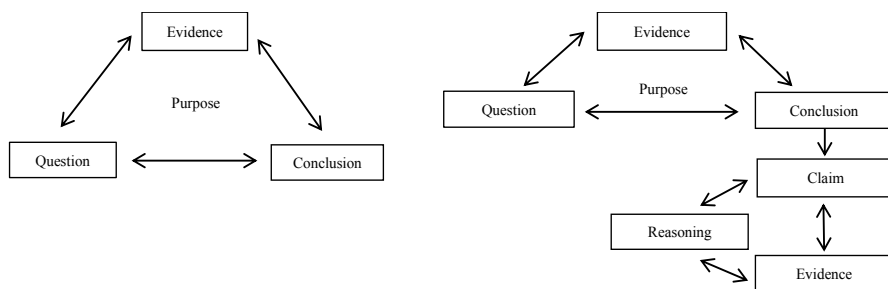 Evidence
Purpose
Question
Conclusion
Evidence
Purpose
Question
Conclusion
Claim
Reasoning
Evidence